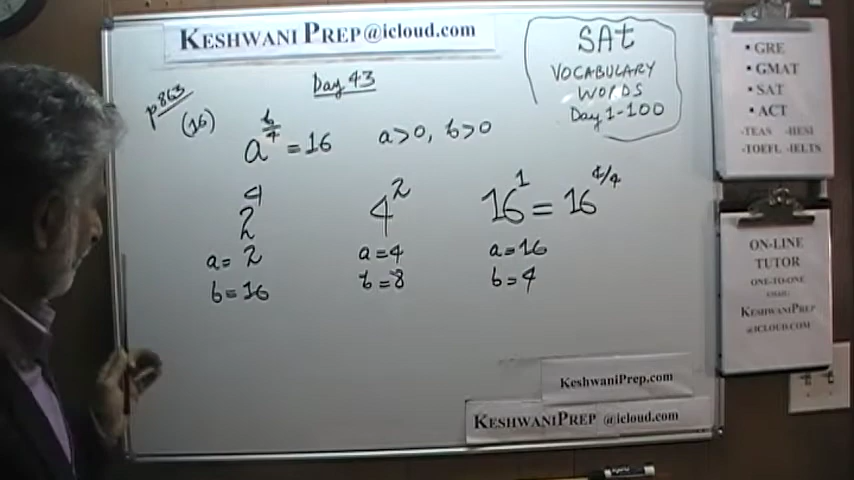 KESHWANI PREP@icloud.com
Day 43
p863
(16)
a^(b/4) = 16
a>0, b>0
2^4
4^2
16^1 = 16^(4/4)
a= 2
a=4
a=16
b=16
b=8
b=4
SAt
VOCABULARY
WORDS
Day 1-100
• GRE
• GMAT
• SAT
• ACT
-TEAS -HESI
-TOEFL -IELTS
ON-LINE
TUTOR
ONE-TO-ONE
KESHWANIPREP
@ICLOUD.COM
KeshwaniPrep.com
KESHWANIPREP @icloud.com